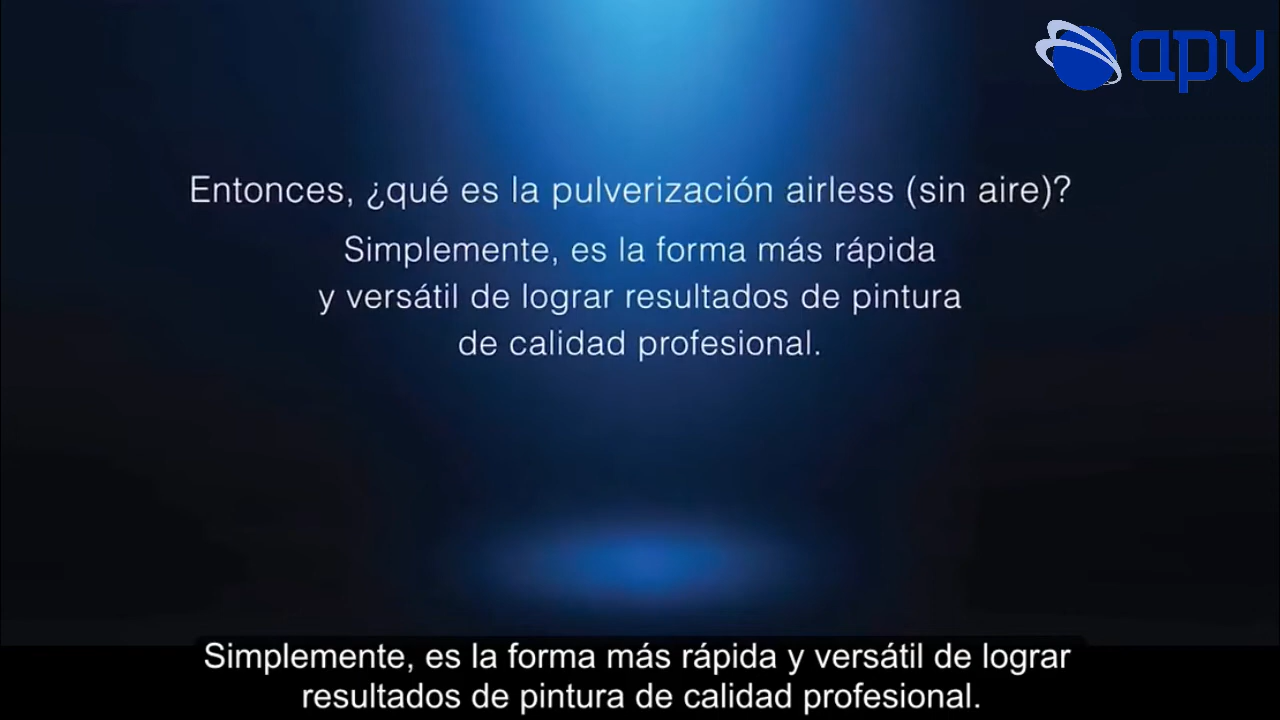 apv
Entonces, ¿qué es la pulverización airless (sin aire)?
Simplemente, es la forma más rápida
y versátil de lograr resultados de pintura
de calidad profesional.
Simplemente, es la forma más rápida y versátil de lograr
resultados de pintura de calidad profesional.